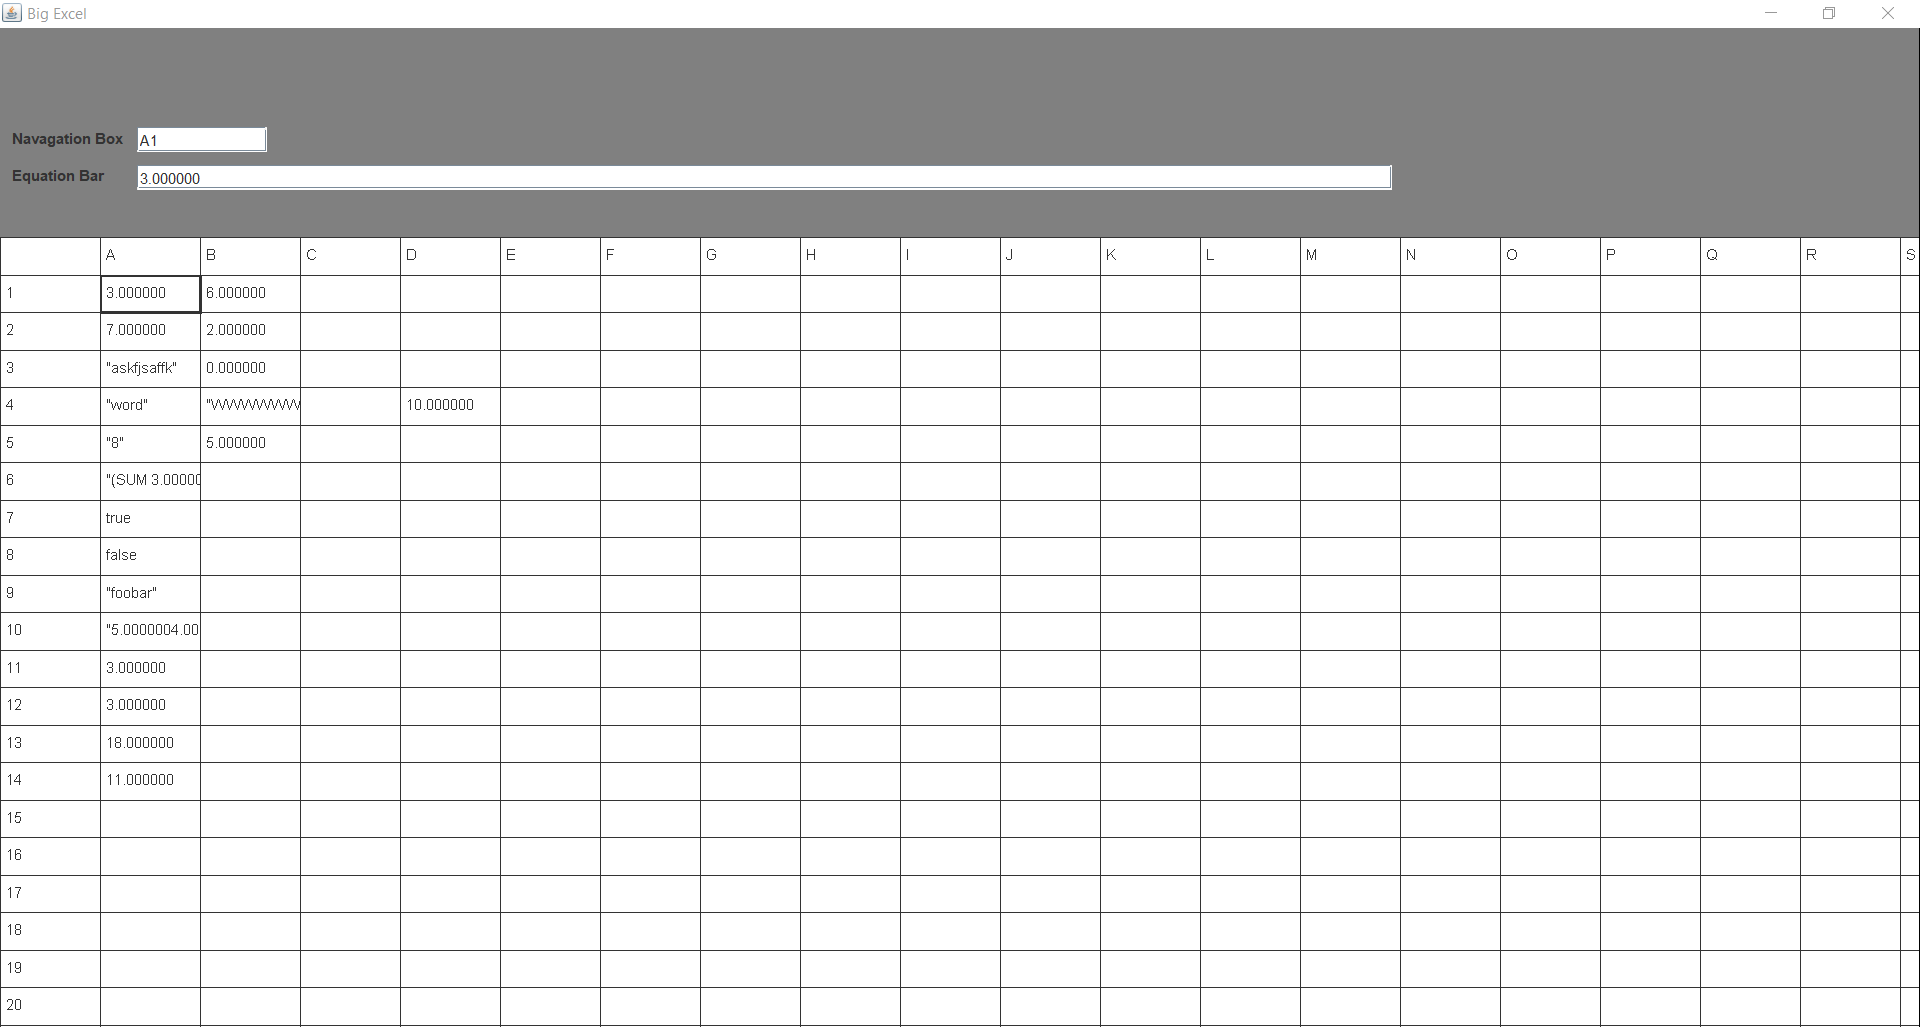 Big Excel
Navagation Box A1
Equation Bar 3.000000
A B C D E F G H I J K L M N O P Q R S
1 3.000000 6.000000
2 7.000000 2.000000
3 "askfjsaffk" 0.000000
4 "word" 10.000000
5 "8" 5.000000
6 "(SUM 3.00000
7 true
8 false
9 "foobar"
10 "5.0000004.00
11 3.000000
12 3.000000
13 18.000000
14 11.000000
15
16
17
18
19
20